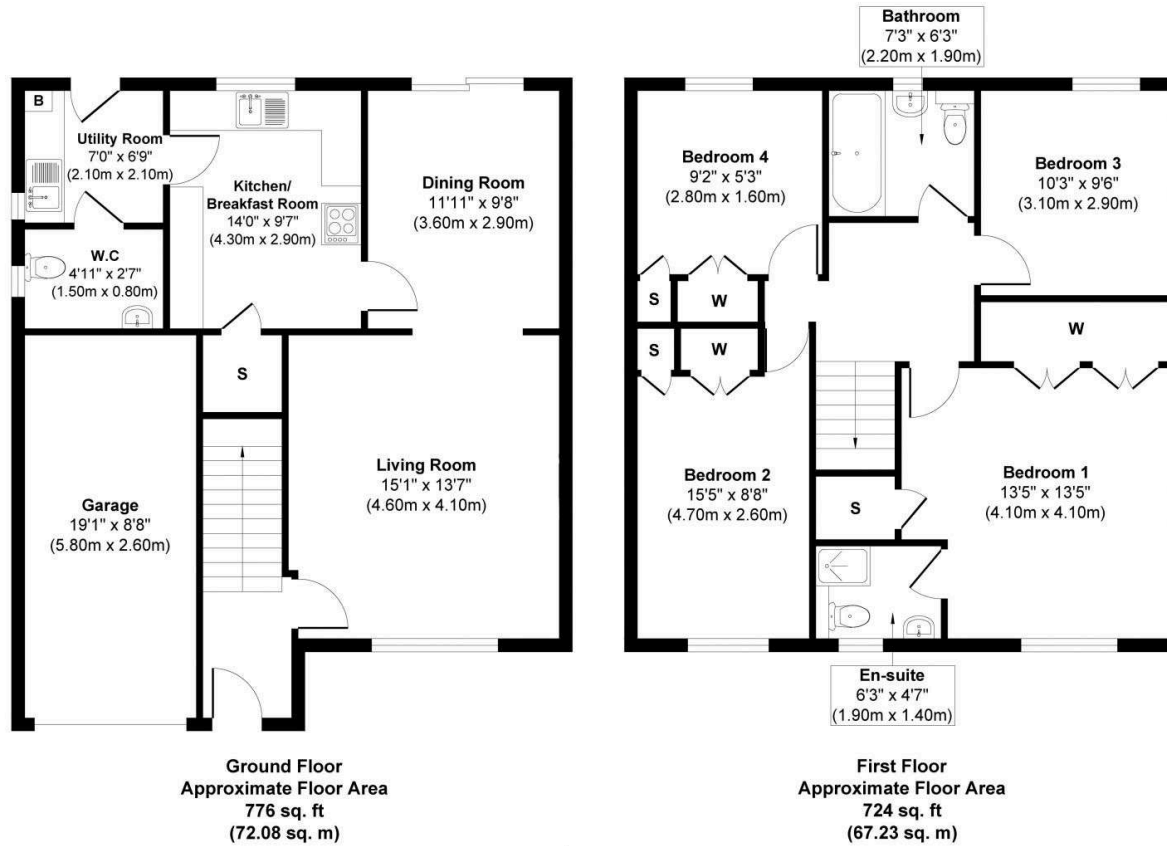 B
Utility Room
7'0" x 6'9"
(2.10m x 2.10m)
Kitchen/
Breakfast Room
14'0" x 9'7"
(4.30m x 2.90m)
Dining Room
11'11" x 9'8"
(3.60m x 2.90m)
W.C
4'11" x 2'7"
(1.50m x 0.80m)
S
Living Room
15'1" x 13'7"
(4.60m x 4.10m)
Garage
19'1" x 8'8"
(5.80m x 2.60m)
Ground Floor
Approximate Floor Area
776 sq. ft
(72.08 sq. m)
Bathroom
7'3" x 6'3"
(2.20m x 1.90m)
Bedroom 4
9'2" x 5'3"
(2.80m x 1.60m)
Bedroom 3
10'3" x 9'6"
(3.10m x 2.90m)
S
W
S
W
W
Bedroom 2
15'5" x 8'8"
(4.70m x 2.60m)
Bedroom 1
13'5" x 13'5"
(4.10m x 4.10m)
S
En-suite
6'3" x 4'7"
(1.90m x 1.40m)
First Floor
Approximate Floor Area
724 sq. ft
(67.23 sq. m)